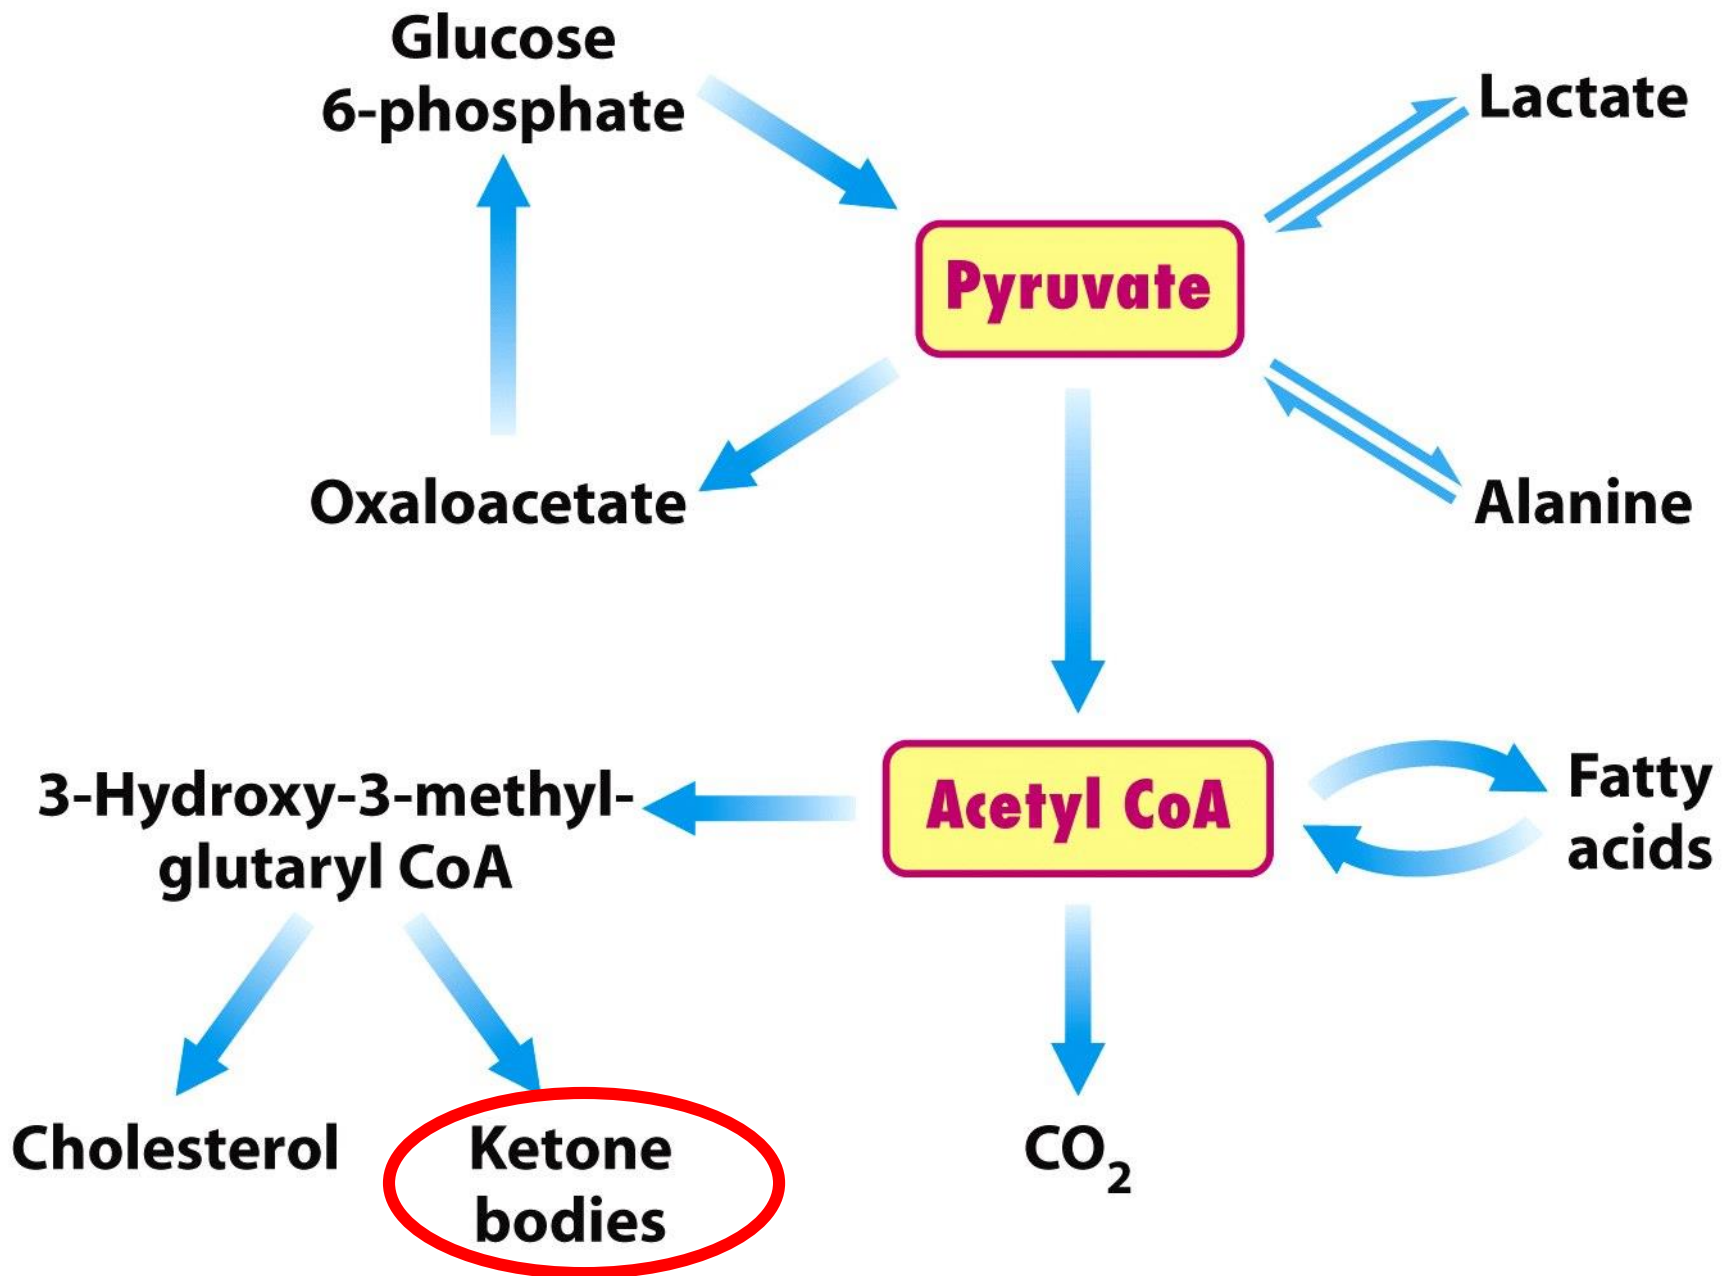 Glucose
6-phosphate
Lactate
Pyruvate
Oxaloacetate
Alanine
3-Hydroxy-3-methyl-
glutaryl CoA
Acetyl CoA
Fatty
acids
Cholesterol
Ketone
bodies
CO₂